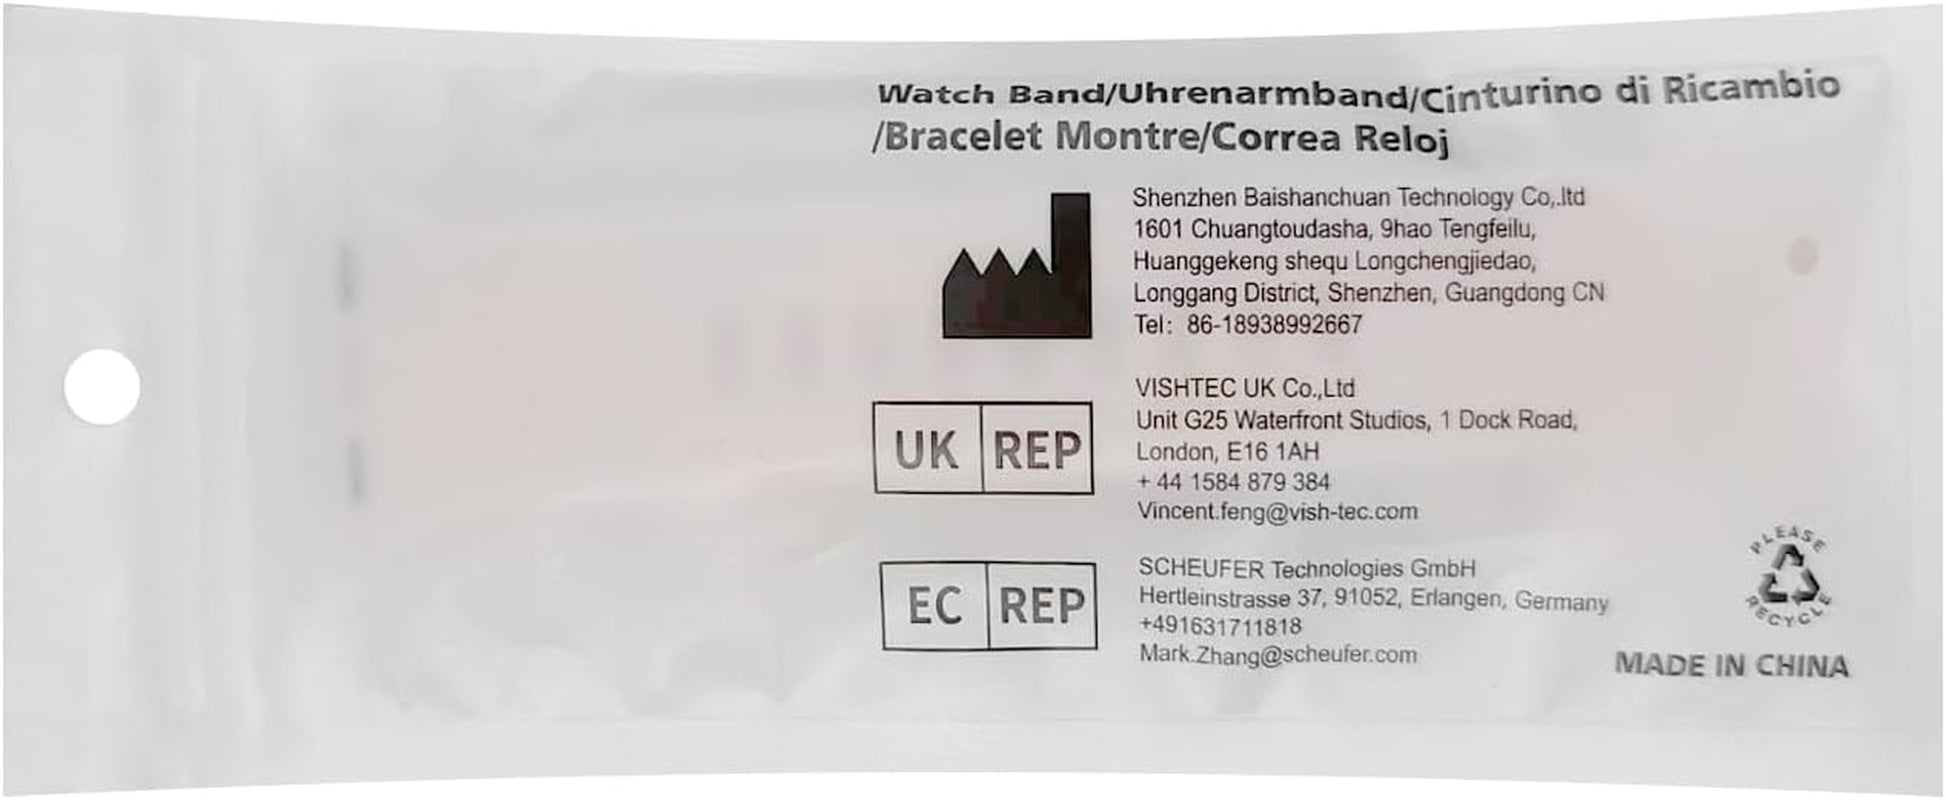 Watch Band/Uhrenarmband/Cinturino di Ricambio
/Bracelet Montre/Correa Reloj
Shenzhen Baishanchuan Technology Co,.ltd
1601 Chuangtoudasha, 9hao Tengfeilu,
Huanggekeng shequ Longchengjiedao,
Longgang District, Shenzhen, Guangdong CN
Tel: 86-18938992667
UK REP
VISHTEC UK Co.,Ltd
Unit G25 Waterfront Studios, 1 Dock Road,
London, E16 1AH
+ 44 1584 879 384
Vincent.feng@vish-tec.com
EC REP
SCHEUFER Technologies GmbH
Hertleinstrasse 37, 91052, Erlangen, Germany
+491631711818
Mark.Zhang@scheufer.com
PLEASE
RECYCLE
MADE IN CHINA